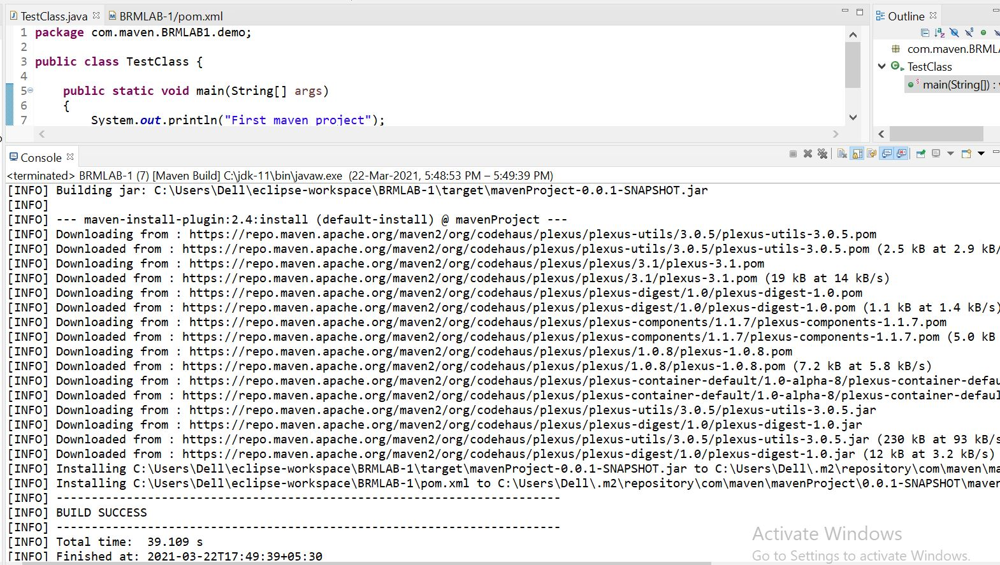 TestClass.java
BRMLAB-1/pom.xml
1 package com.maven.BRMLAB1.demo;
2
3 public class TestClass {
4
5 public static void main(String[] args)
6 {
7 System.out.println("First maven project");
Outline
com.maven.BRML
TestClass
main(String[]) :
Console
<terminated> BRMLAB-1 (7) [Maven Build] C:\jdk-11\bin\javaw.exe (22-Mar-2021, 5:48:53 PM – 5:49:39 PM)
[INFO] Building jar: C:\Users\Dell\eclipse-workspace\BRMLAB-1\target\mavenProject-0.0.1-SNAPSHOT.jar
[INFO]
[INFO] --- maven-install-plugin:2.4:install (default-install) @ mavenProject ---
[INFO] Downloading from : https://repo.maven.apache.org/maven2/org/codehaus/plexus/plexus-utils/3.0.5/plexus-utils-3.0.5.pom
[INFO] Downloaded from : https://repo.maven.apache.org/maven2/org/codehaus/plexus/plexus-utils/3.0.5/plexus-utils-3.0.5.pom (2.5 kB at 2.9 kB/
[INFO] Downloading from : https://repo.maven.apache.org/maven2/org/codehaus/plexus/plexus/3.1/plexus-3.1.pom
[INFO] Downloaded from : https://repo.maven.apache.org/maven2/org/codehaus/plexus/plexus/3.1/plexus-3.1.pom (19 kB at 14 kB/s)
[INFO] Downloading from : https://repo.maven.apache.org/maven2/org/codehaus/plexus/plexus-digest/1.0/plexus-digest-1.0.pom
[INFO] Downloaded from : https://repo.maven.apache.org/maven2/org/codehaus/plexus/plexus-digest/1.0/plexus-digest-1.0.pom (1.1 kB at 1.4 kB/s)
[INFO] Downloading from : https://repo.maven.apache.org/maven2/org/codehaus/plexus/plexus-components/1.1.7/plexus-components-1.1.7.pom
[INFO] Downloaded from : https://repo.maven.apache.org/maven2/org/codehaus/plexus/plexus-components/1.1.7/plexus-components-1.1.7.pom (5.0 kB
[INFO] Downloading from : https://repo.maven.apache.org/maven2/org/codehaus/plexus/plexus/1.0.8/plexus-1.0.8.pom
[INFO] Downloaded from : https://repo.maven.apache.org/maven2/org/codehaus/plexus/plexus/1.0.8/plexus-1.0.8.pom (7.2 kB at 5.8 kB/s)
[INFO] Downloading from : https://repo.maven.apache.org/maven2/org/codehaus/plexus/plexus-container-default/1.0-alpha-8/plexus-container-defau
[INFO] Downloaded from : https://repo.maven.apache.org/maven2/org/codehaus/plexus/plexus-container-default/1.0-alpha-8/plexus-container-defaul
[INFO] Downloading from : https://repo.maven.apache.org/maven2/org/codehaus/plexus/plexus-utils/3.0.5/plexus-utils-3.0.5.jar
[INFO] Downloading from : https://repo.maven.apache.org/maven2/org/codehaus/plexus/plexus-digest/1.0/plexus-digest-1.0.jar
[INFO] Downloaded from : https://repo.maven.apache.org/maven2/org/codehaus/plexus/plexus-utils/3.0.5/plexus-utils-3.0.5.jar (230 kB at 93 kB/s
[INFO] Downloaded from : https://repo.maven.apache.org/maven2/org/codehaus/plexus/plexus-digest/1.0/plexus-digest-1.0.jar (12 kB at 3.2 kB/s)
[INFO] Installing C:\Users\Dell\eclipse-workspace\BRMLAB-1\target\mavenProject-0.0.1-SNAPSHOT.jar to C:\Users\Dell\.m2\repository\com\maven\ma
[INFO] Installing C:\Users\Dell\eclipse-workspace\BRMLAB-1\pom.xml to C:\Users\Dell\.m2\repository\com\maven\mavenProject\0.0.1-SNAPSHOT\maven
[INFO] ------------------------------------------------------------------------
[INFO] BUILD SUCCESS
[INFO] ------------------------------------------------------------------------
[INFO] Total time:  39.109 s
[INFO] Finished at: 2021-03-22T17:49:39+05:30
Activate Windows
Go to Settings to activate Windows.